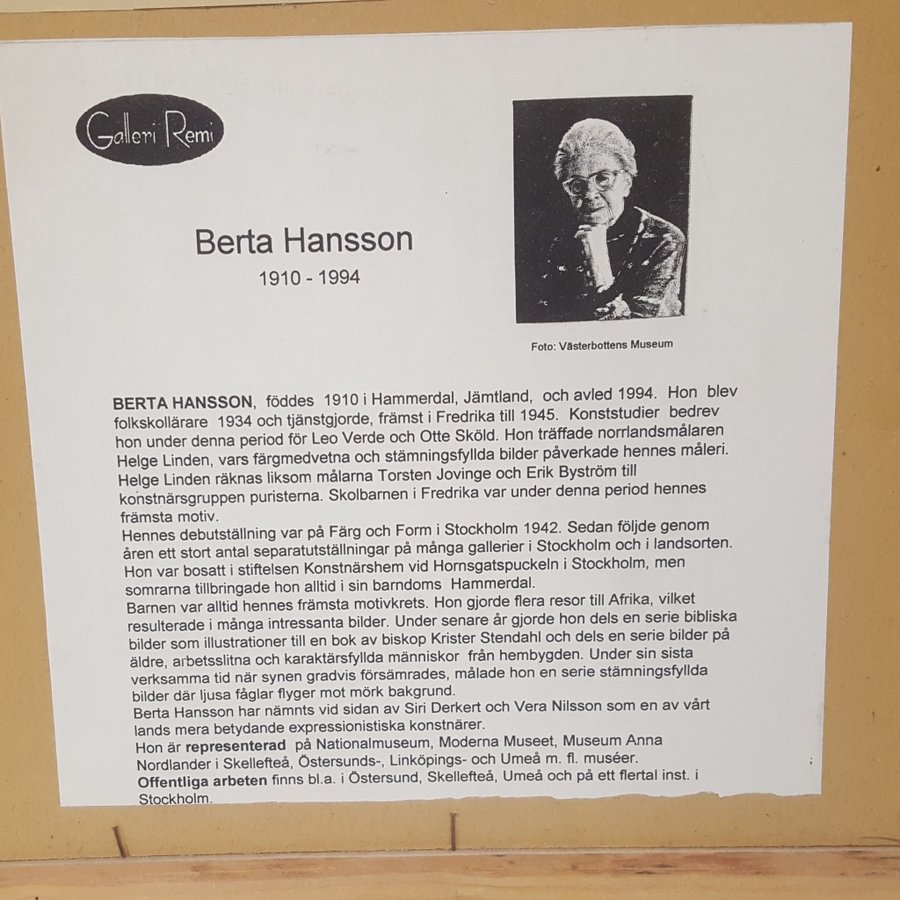 Galleri Remi
Berta Hansson
1910 - 1994
Foto: Västerbottens Museum
BERTA HANSSON, föddes 1910 i Hammerdal, Jämtland, och avled 1994. Hon blev
folkskollärare 1934 och tjänstgjorde, främst i Fredrika till 1945. Konststudier bedrev
hon under denna period för Leo Verde och Otte Sköld. Hon träffade norrlandsmålaren
Helge Linden, vars färgmedvetna och stämningsfyllda bilder påverkade hennes måleri.
Helge Linden räknas liksom målarna Torsten Jovinge och Erik Byström till
konstnärsgruppen puristerna. Skolbarnen i Fredrika var under denna period hennes
främsta motiv.
Hennes debutställning var på Färg och Form i Stockholm 1942. Sedan följde genom
åren ett stort antal separatutställningar på många gallerier i Stockholm och i landsorten.
Hon var bosatt i stiftelsen Konstnärshem vid Hornsgatspuckeln i Stockholm, men
somrarna tillbringade hon alltid i sin barndoms Hammerdal.
Barnen var alltid hennes främsta motivkrets. Hon gjorde flera resor till Afrika, vilket
resulterade i många intressanta bilder. Under senare år gjorde hon dels en serie bibliska
bilder som illustrationer till en bok av biskop Krister Stendahl och dels en serie bilder på
äldre, arbetsslitna och karaktärsfyllda människor från hembygden. Under sin sista
verksamma tid när synen gradvis försämrades, målade hon en serie stämningsfyllda
bilder där ljusa fåglar flyger mot mörk bakgrund.
Berta Hansson har nämnts vid sidan av Siri Derkert och Vera Nilsson som en av vårt
lands mera betydande expressionistiska konstnärer.
Hon är representerad på Nationalmuseum, Moderna Museet, Museum Anna
Nordlander i Skellefteå, Östersunds-, Linköpings- och Umeå m. fl. muséer.
Offentliga arbeten finns bl.a. i Östersund, Skellefteå, Umeå och på ett flertal inst. i
Stockholm.